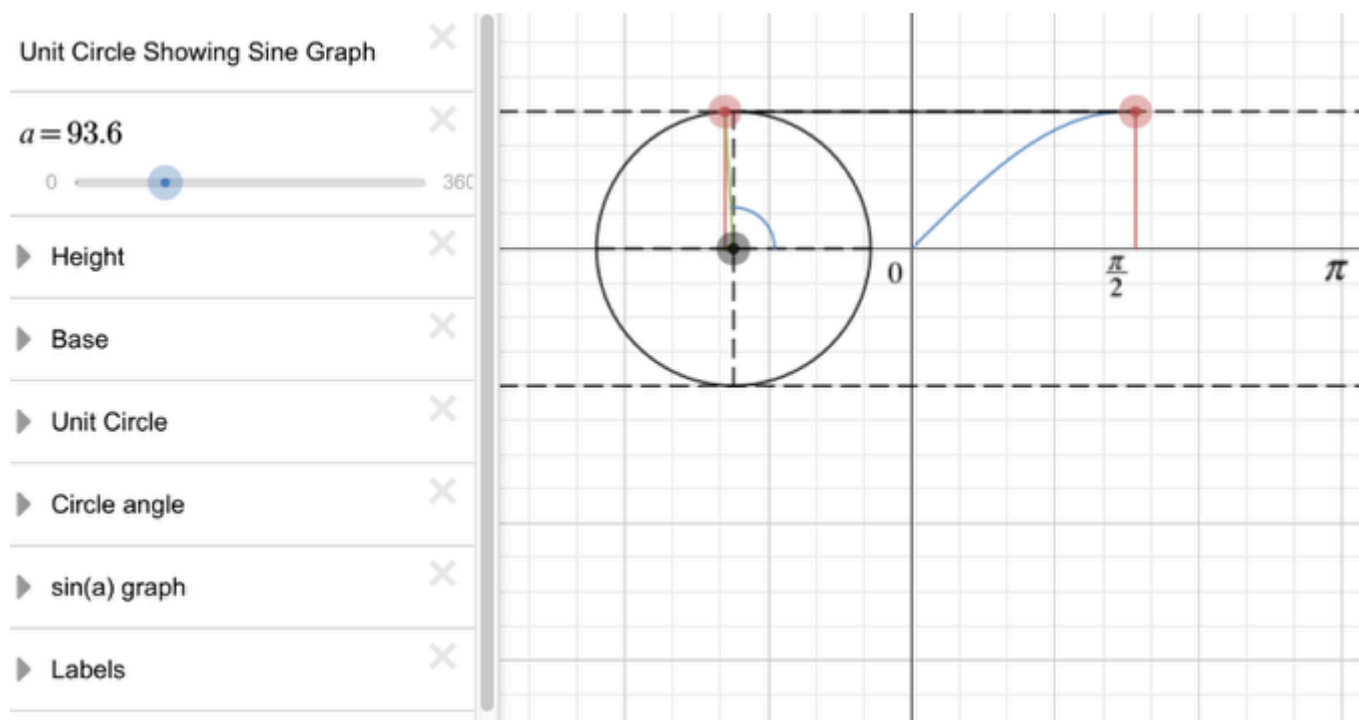 Unit Circle Showing Sine Graph
a=93.6
0 360
Height
Base
Unit Circle
Circle angle
sin(a) graph
Labels
0
π/2
π